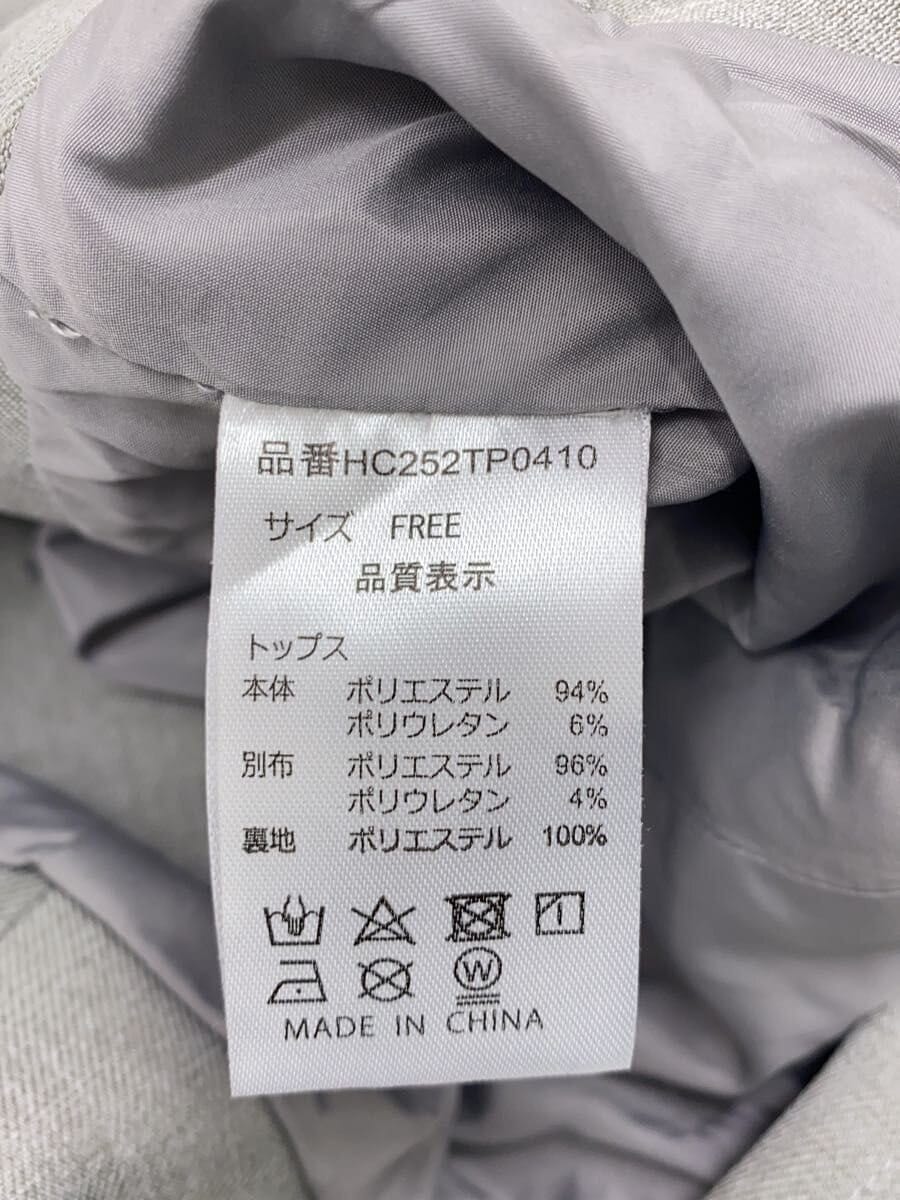 品番HC252TP0410
サイズ FREE
品質表示
トップス
本体 ポリエステル 94%
ポリウレタン 6%
別布 ポリエステル 96%
ポリウレタン 4%
裏地 ポリエステル 100%
W
MADE IN CHINA